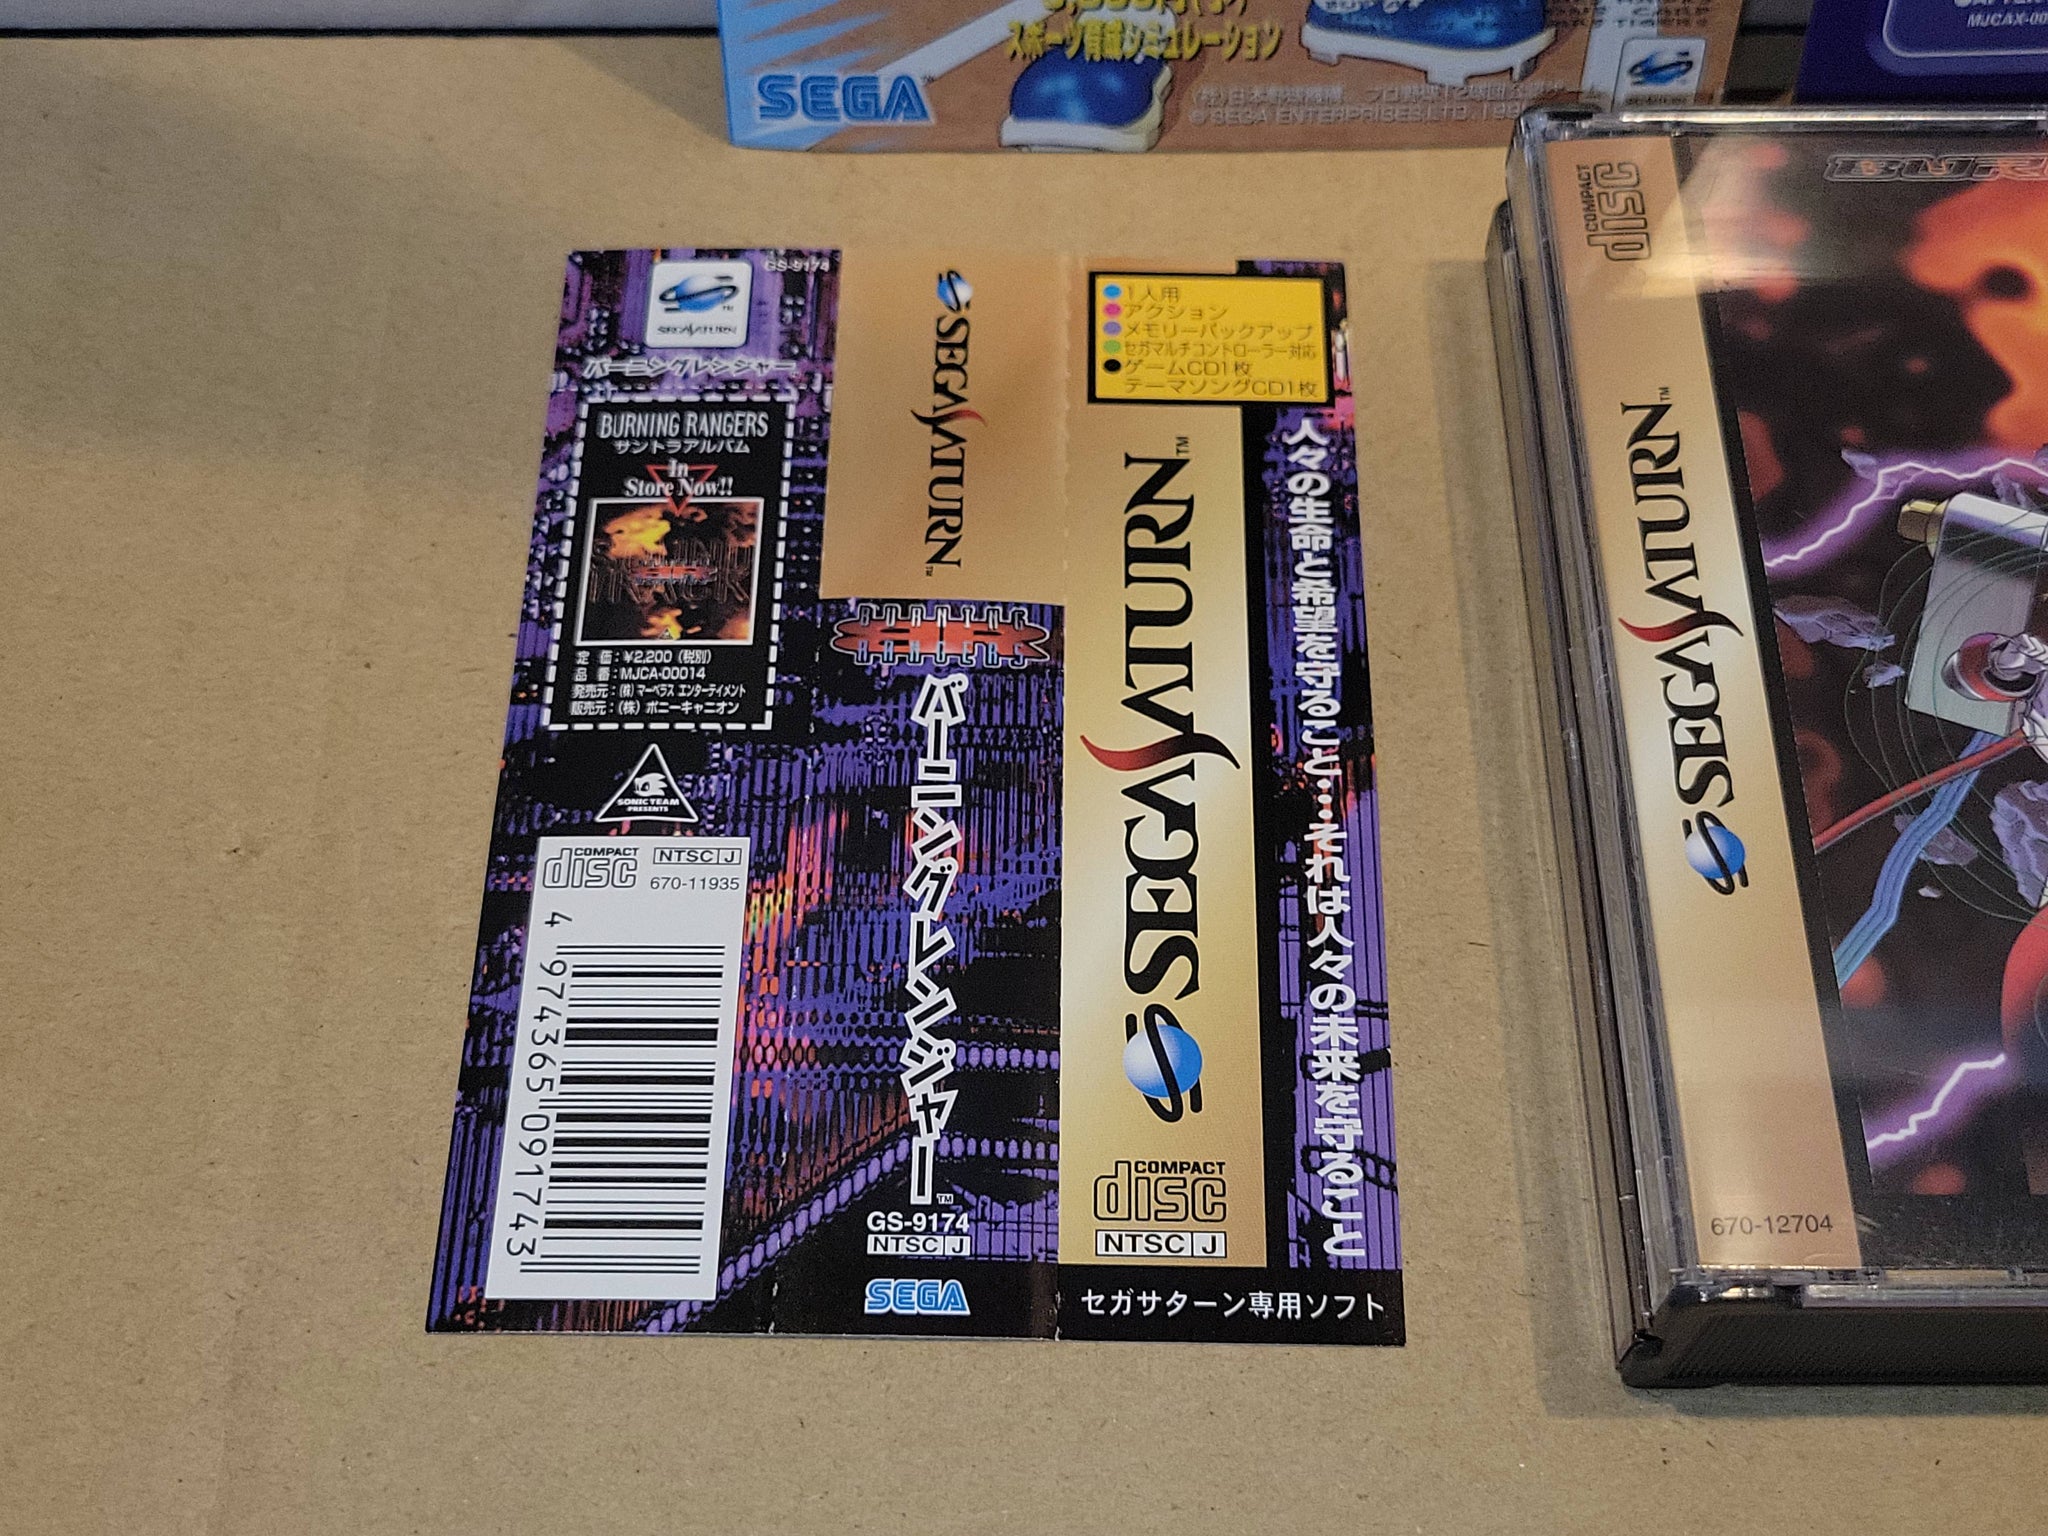 スポーツ育成シミュレーション
SEGA
© SEGA ENTERPRISES, LTD.
GS-9174
SEGA SATURN
バーニングレンジャー
BURNING RANGERS
サントラアルバム
In
Store Now!!
定 価:¥2,200 (税別)
品 番:MJCA-00014
発売元:(株) マーベラス エンターテイメント
販売元:(株) ポニーキャニオン
SONIC TEAM
PRESENTS
COMPACT
disc
NTSC J
670-11935
4 974365 091743
SEGA SATURN™
BURNING
RANGERS
バーニングレンジャー™
GS-9174
NTSC J
SEGA
●1人用
●アクション
●メモリーバックアップ
●セガマルチコントローラー対応
●ゲームCD1枚
テーマソングCD1枚
SEGA SATURN™
COMPACT
disc
NTSC J
人々の生命と希望を守ること…それは人々の未来を守ること
セガサターン専用ソフト
COMPACT
disc
SEGA SATURN™
670-12704